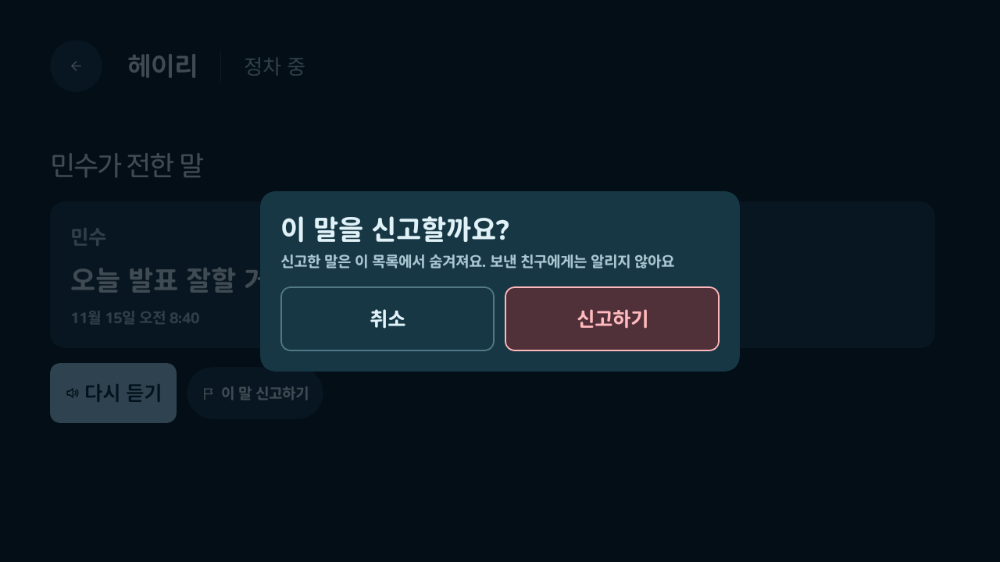 헤이리
정차 중
민수가 전한 말
민수
오늘 발표 잘할
11월 15일 오전 8:40
이 말을 신고할까요?
신고한 말은 이 목록에서 숨겨져요. 보낸 친구에게는 알리지 않아요
취소
신고하기
다시 듣기
이 말 신고하기